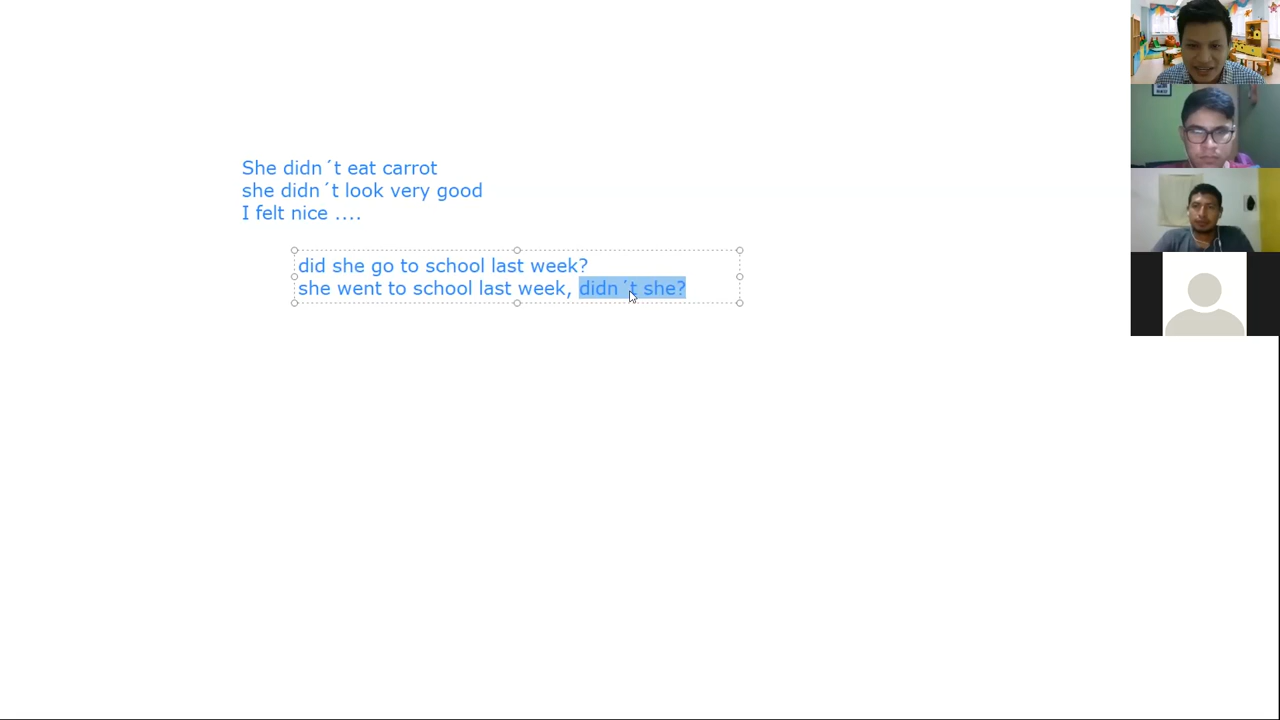 She didn´t eat carrot
she didn´t look very good
I felt nice ....
did she go to school last week?
she went to school last week, didn´t she?